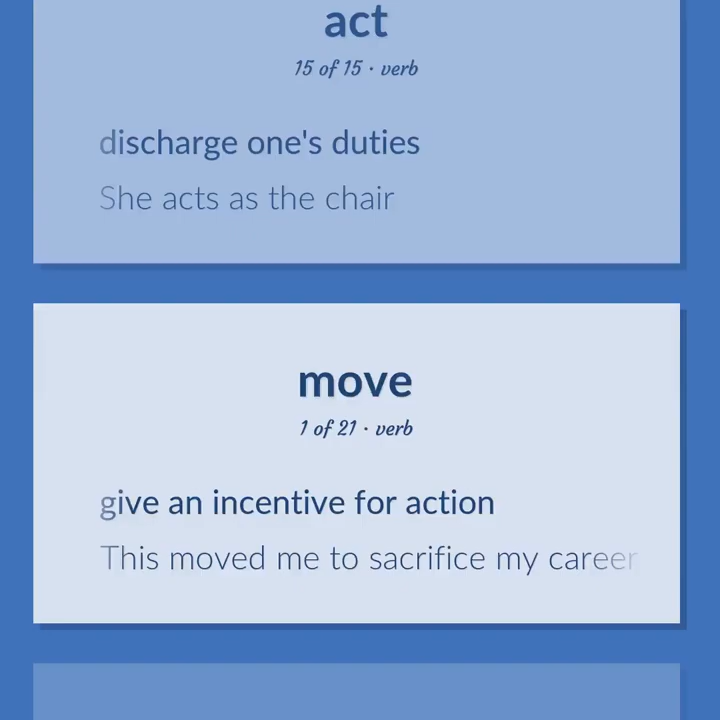 act
15 of 15 · verb
discharge one's duties
She acts as the chair
move
1 of 21 · verb
give an incentive for action
This moved me to sacrifice my career